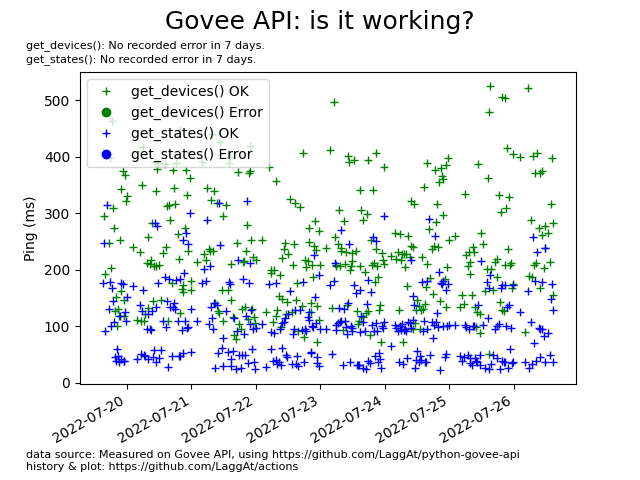 Govee API: is it working?
get_devices(): No recorded error in 7 days.
get_states(): No recorded error in 7 days.
get_devices() OK
get_devices() Error
get_states() OK
get_states() Error
Ping (ms)
500
400
300
200
100
0
2022-07-20
2022-07-21
2022-07-22
2022-07-23
2022-07-24
2022-07-25
2022-07-26
data source: Measured on Govee API, using https://github.com/LaggAt/python-govee-api
history & plot: https://github.com/LaggAt/actions